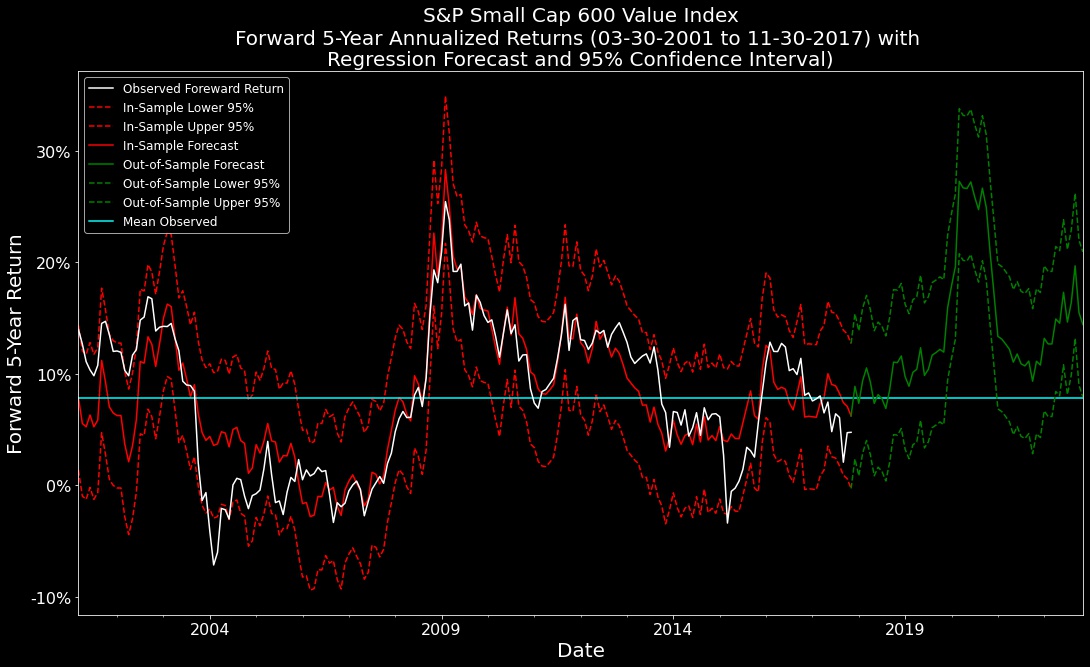 S&P Small Cap 600 Value Index
Forward 5-Year Annualized Returns (03-30-2001 to 11-30-2017) with
Regression Forecast and 95% Confidence Interval)
Observed Foreward Return
In-Sample Lower 95%
In-Sample Upper 95%
In-Sample Forecast
Out-of-Sample Forecast
Out-of-Sample Lower 95%
Out-of-Sample Upper 95%
Mean Observed
Forward 5-Year Return
30%
20%
10%
0%
-10%
2004
2009
2014
2019
Date